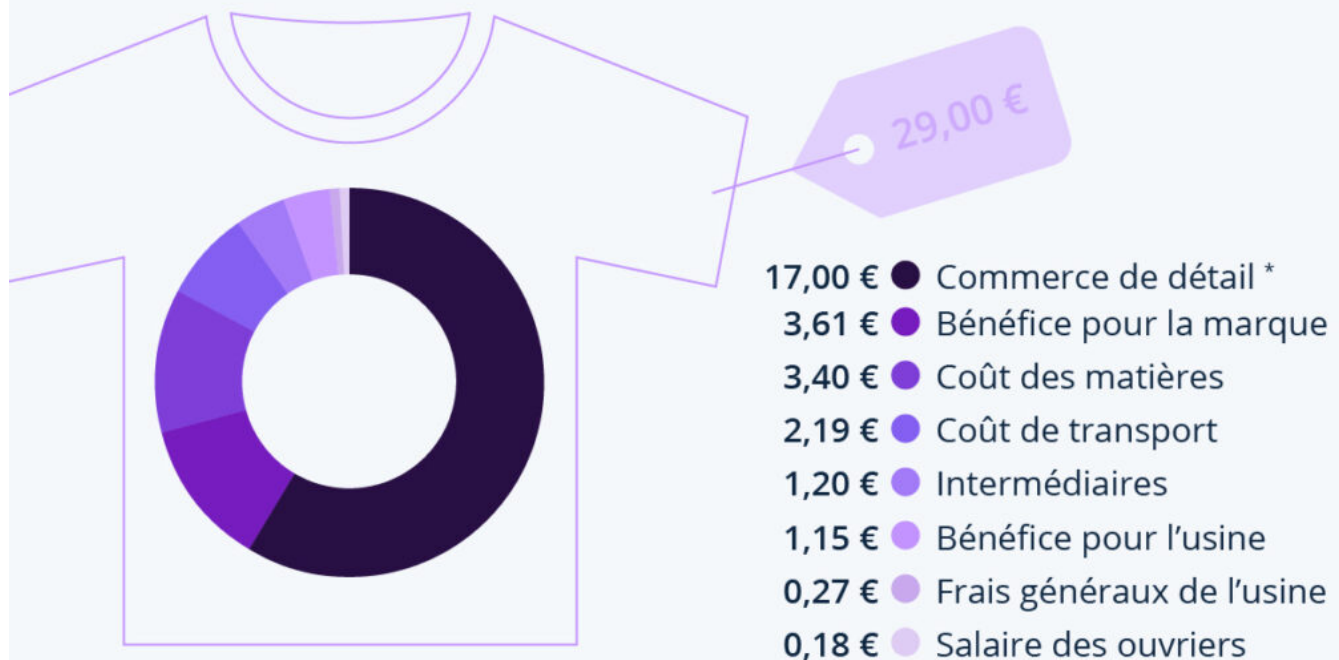 29,00 €
17,00 € Commerce de détail *
3,61 € Bénéfice pour la marque
3,40 € Coût des matières
2,19 € Coût de transport
1,20 € Intermédiaires
1,15 € Bénéfice pour l’usine
0,27 € Frais généraux de l’usine
0,18 € Salaire des ouvriers